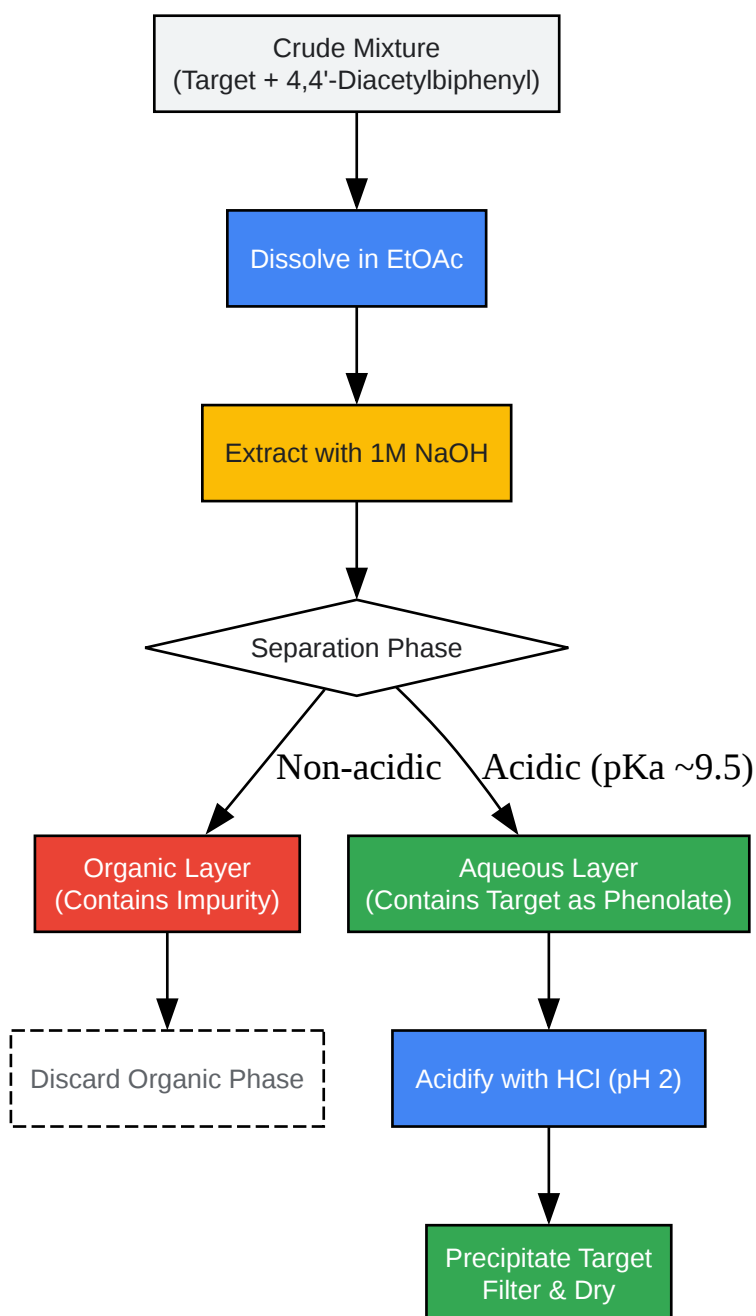 Crude Mixture
(Target + 4,4'-Diacetylbiphenyl)
Dissolve in EtOAc
Extract with 1M NaOH
Separation Phase
Non-acidic
Acidic (pKa ~9.5)
Organic Layer
(Contains Impurity)
Aqueous Layer
(Contains Target as Phenolate)
Discard Organic Phase
Acidify with HCl (pH 2)
Precipitate Target
Filter & Dry